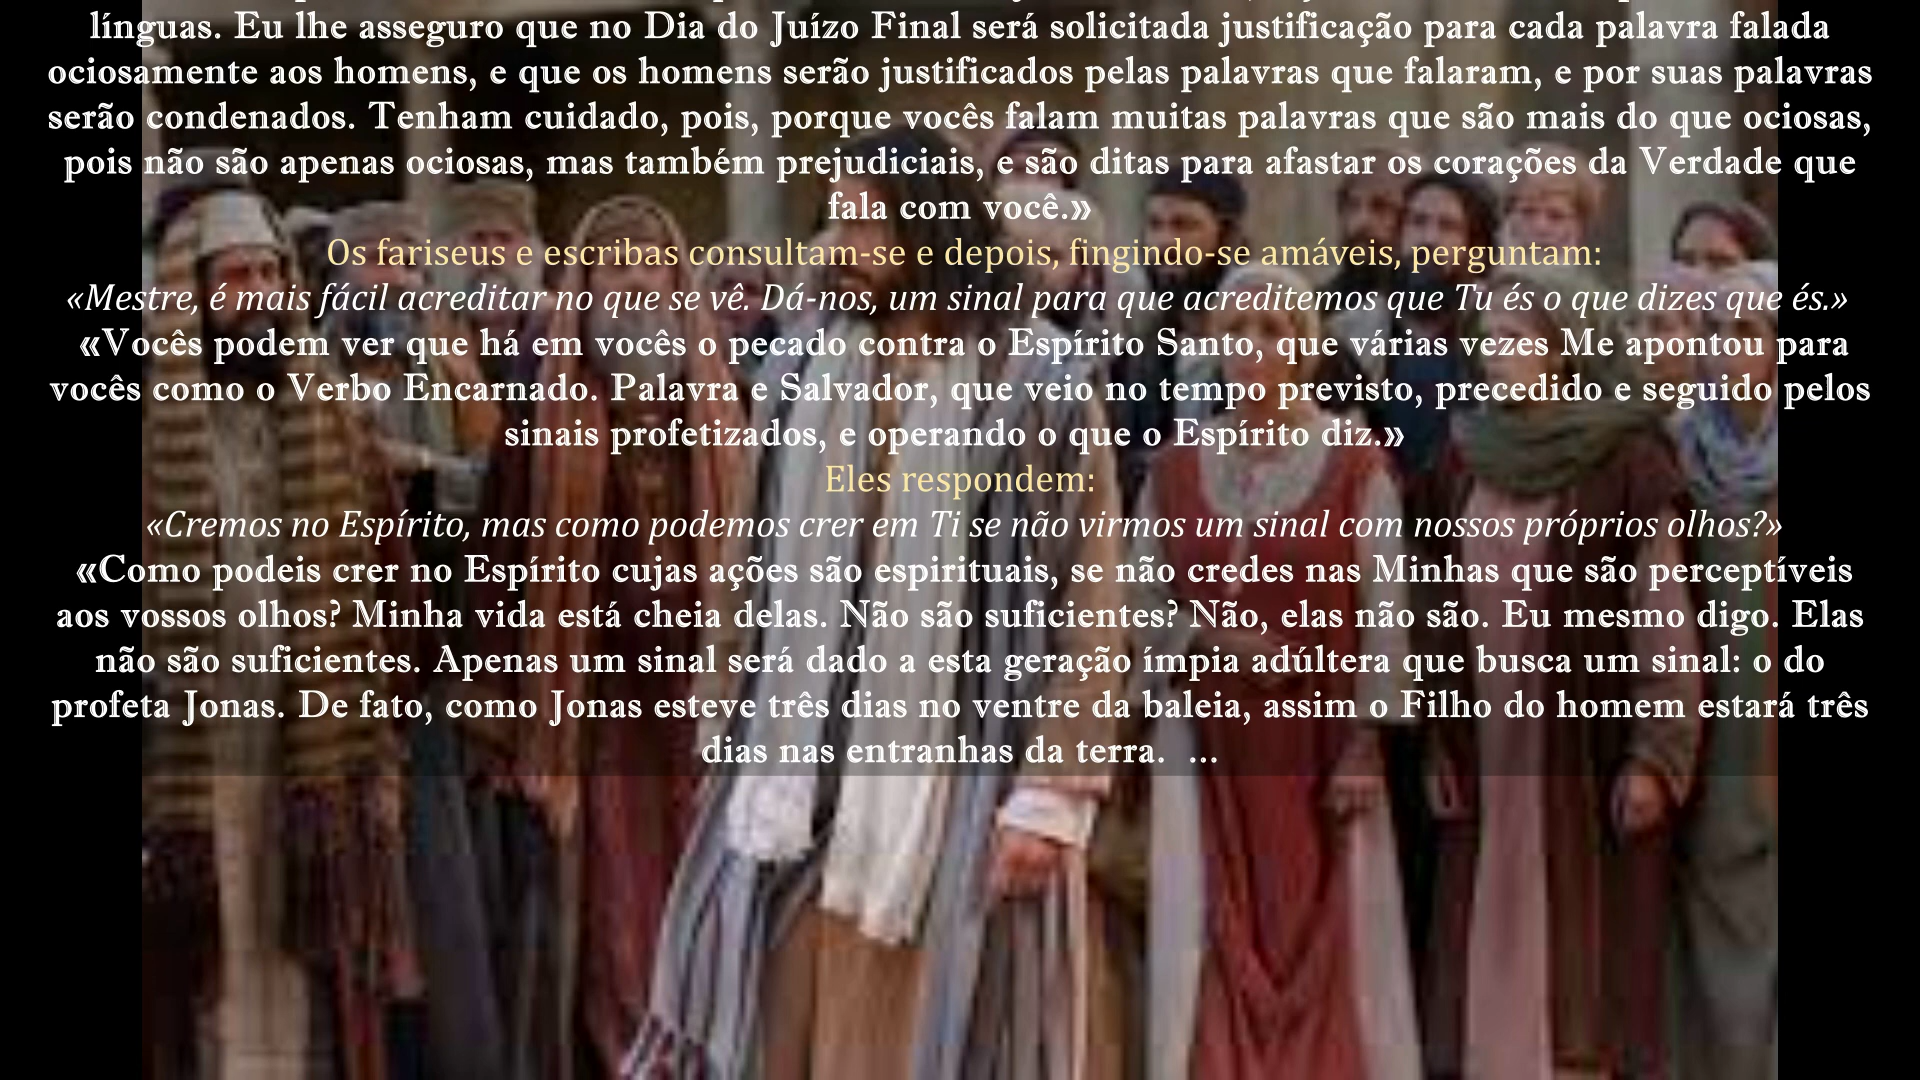 línguas. Eu lhe asseguro que no Dia do Juízo Final será solicitada justificação para cada palavra falada
ociosamente aos homens, e que os homens serão justificados pelas palavras que falaram, e por suas palavras
serão condenados. Tenham cuidado, pois, porque vocês falam muitas palavras que são mais do que ociosas,
pois não são apenas ociosas, mas também prejudiciais, e são ditas para afastar os corações da Verdade que
fala com você.»
Os fariseus e escribas consultam-se e depois, fingindo-se amáveis, perguntam:
«Mestre, é mais fácil acreditar no que se vê. Dá-nos, um sinal para que acreditemos que Tu és o que dizes que és.»
«Vocês podem ver que há em vocês o pecado contra o Espírito Santo, que várias vezes Me apontou para
vocês como o Verbo Encarnado. Palavra e Salvador, que veio no tempo previsto, precedido e seguido pelos
sinais profetizados, e operando o que o Espírito diz.»
Eles respondem:
«Cremos no Espírito, mas como podemos crer em Ti se não virmos um sinal com nossos próprios olhos?»
«Como podeis crer no Espírito cujas ações são espirituais, se não credes nas Minhas que são perceptíveis
aos vossos olhos? Minha vida está cheia delas. Não são suficientes? Não, elas não são. Eu mesmo digo. Elas
não são suficientes. Apenas um sinal será dado a esta geração ímpia adúltera que busca um sinal: o do
profeta Jonas. De fato, como Jonas esteve três dias no ventre da baleia, assim o Filho do homem estará três
dias nas entranhas da terra. ...